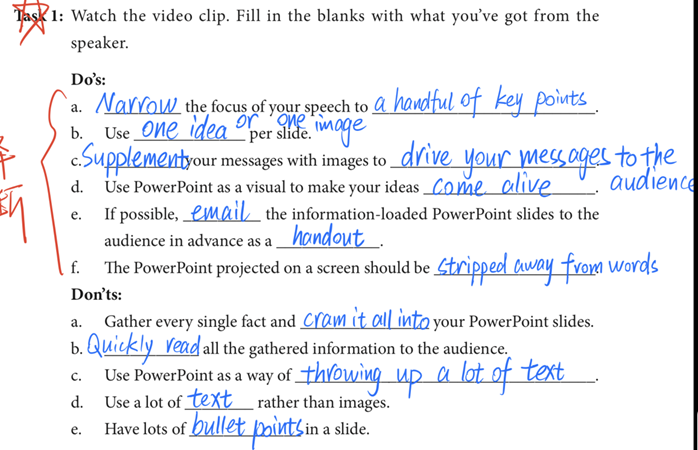 Task 1: Watch the video clip. Fill in the blanks with what you've got from the
speaker.
Do's:
a. Narrow the focus of your speech to a handful of key points.
b. Use one idea or one image per slide.
c. Supplement your messages with images to drive your messages to the audience.
d. Use PowerPoint as a visual to make your ideas come alive.
e. If possible, email the information-loaded PowerPoint slides to the
audience in advance as a handout.
f. The PowerPoint projected on a screen should be stripped away from words
Don'ts:
a. Gather every single fact and cram it all into your PowerPoint slides.
b. Quickly read all the gathered information to the audience.
c. Use PowerPoint as a way of throwing up a lot of text.
d. Use a lot of text rather than images.
e. Have lots of bullet points in a slide.